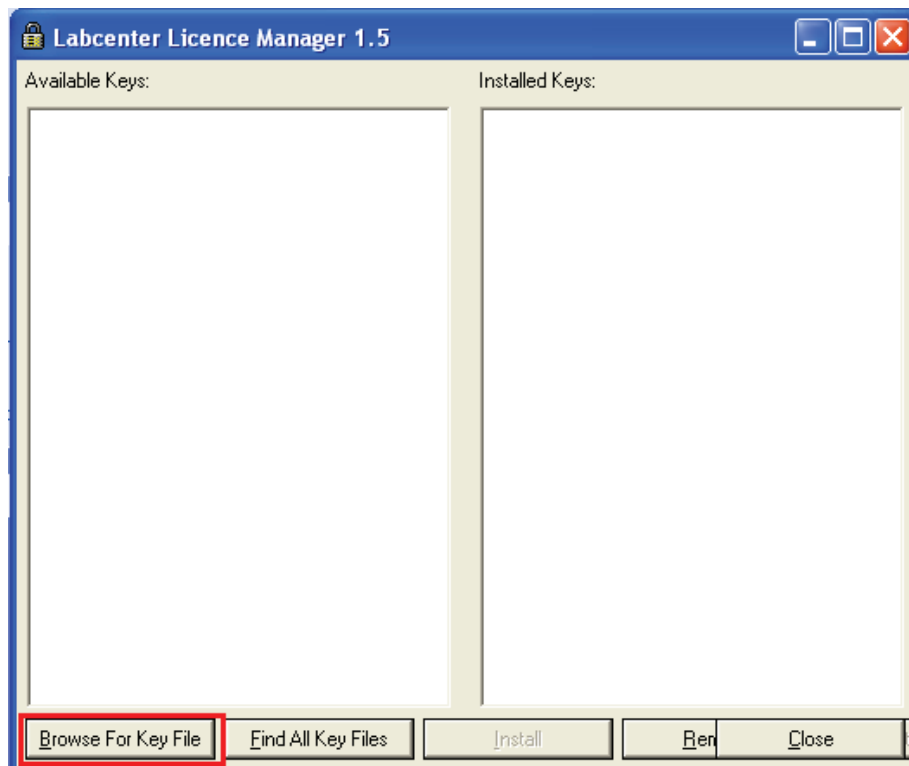 Labcenter Licence Manager 1.5
Available Keys: Installed Keys:
Browse For Key File Find All Key Files Install Ren Close